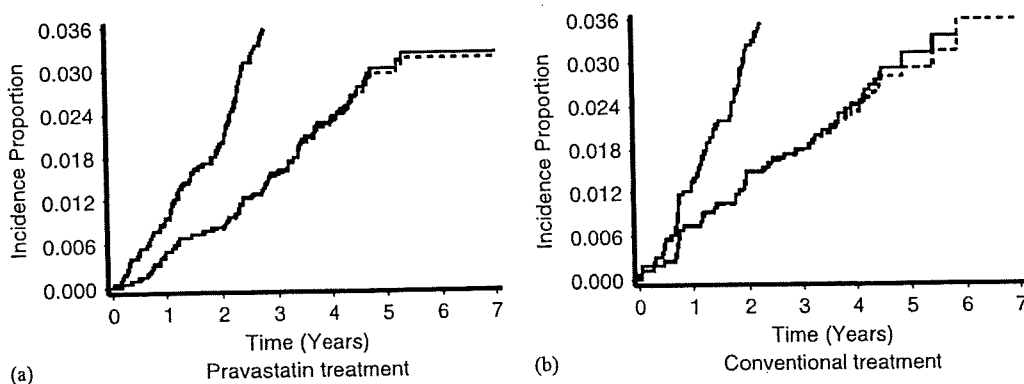 Incidence Proportion
0.036
0.030
0.024
0.018
0.012
0.006
0.000
0 1 2 3 4 5 6 7
Time (Years)
(a) Pravastatin treatment
Incidence Proportion
0.036
0.030
0.024
0.018
0.012
0.006
0.000
0 1 2 3 4 5 6 7
Time (Years)
(b) Conventional treatment